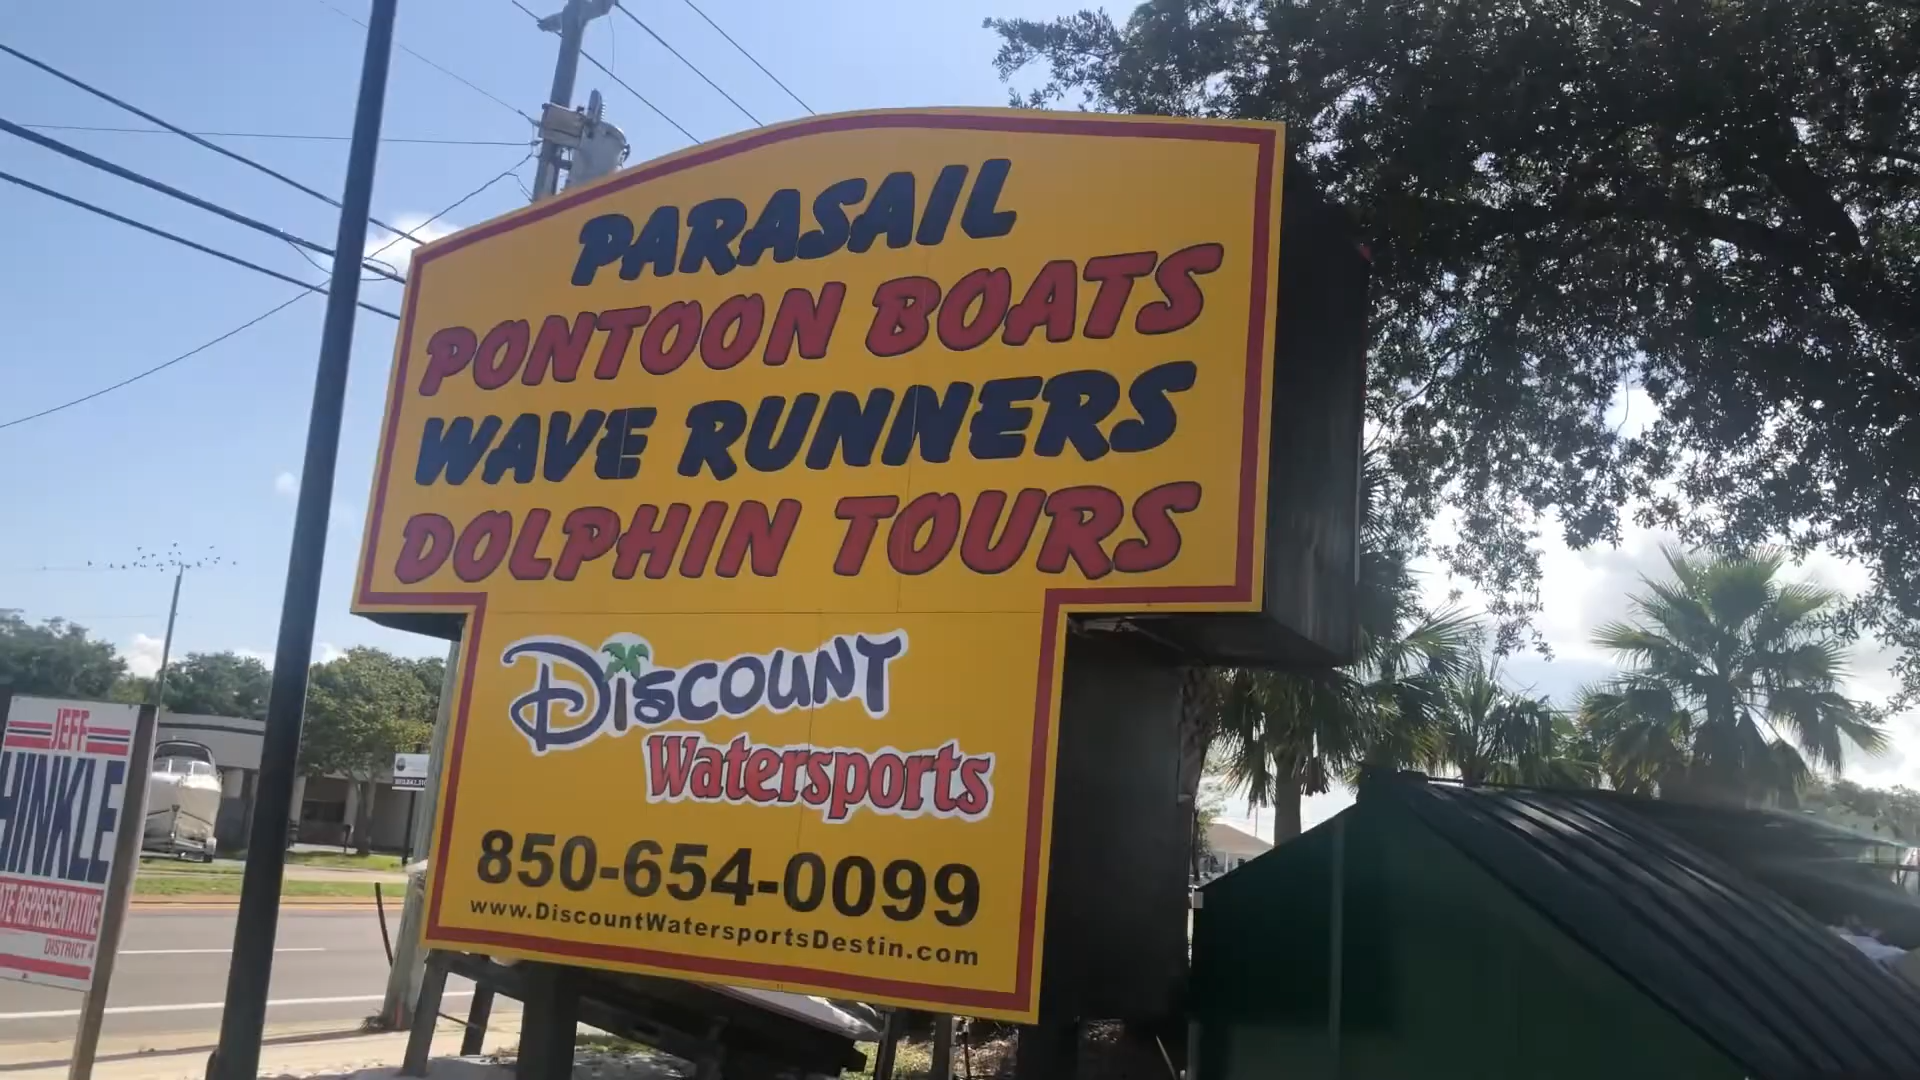 PARASAIL
PONTOON BOATS
WAVE RUNNERS
DOLPHIN TOURS
Discount
Watersports
850-654-0099
www.DiscountWatersportsDestin.com
JEFF
HINKLE
REPRESENTATIVE
DISTRICT 4